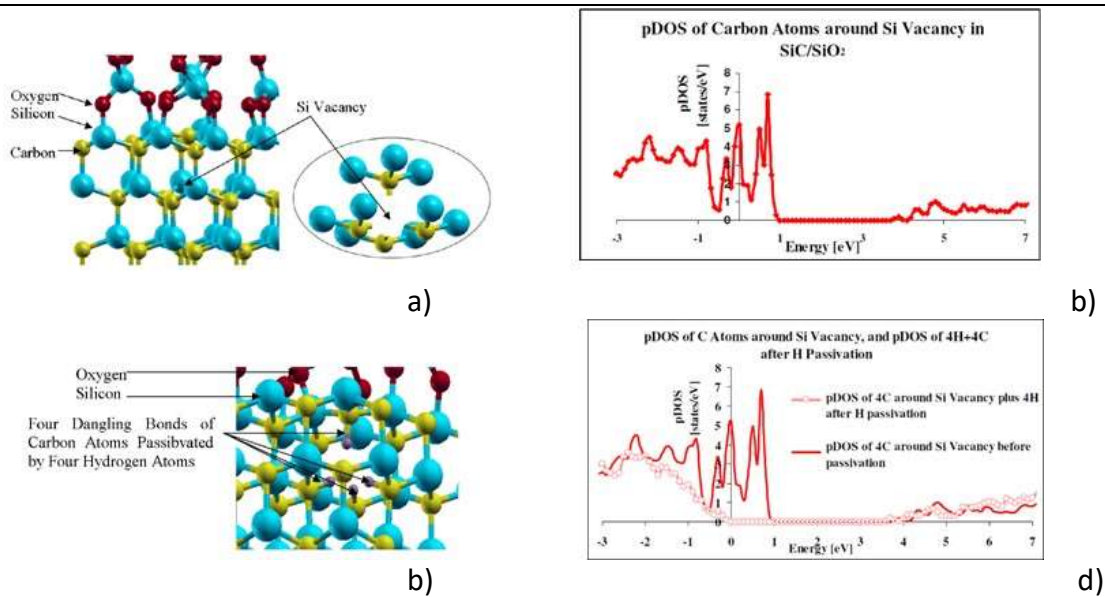 Oxygen
Silicon
Carbon
Si Vacancy
a)
pDOS of Carbon Atoms around Si Vacancy in
SiC/SiO₂
pDOS
[states/eV]
8
7
6
5
4
3
2
1
0
-3 -1 1 3 5 7
Energy [eV]
b)
Oxygen
Silicon
Four Dangling Bonds of
Carbon Atoms Passibvated
by Four Hydrogen Atoms
b)
pDOS of C Atoms around Si Vacancy, and pDOS of 4H+4C
after H Passivation
pDOS
[states/eV]
8
7
6
5
4
3
2
1
0
pDOS of 4C around Si Vacancy plus 4H
after H passivation
pDOS of 4C around Si Vacancy before
passivation
-3 -2 -1 0 1 2 3 4 5 6 7
Energy [eV]
d)